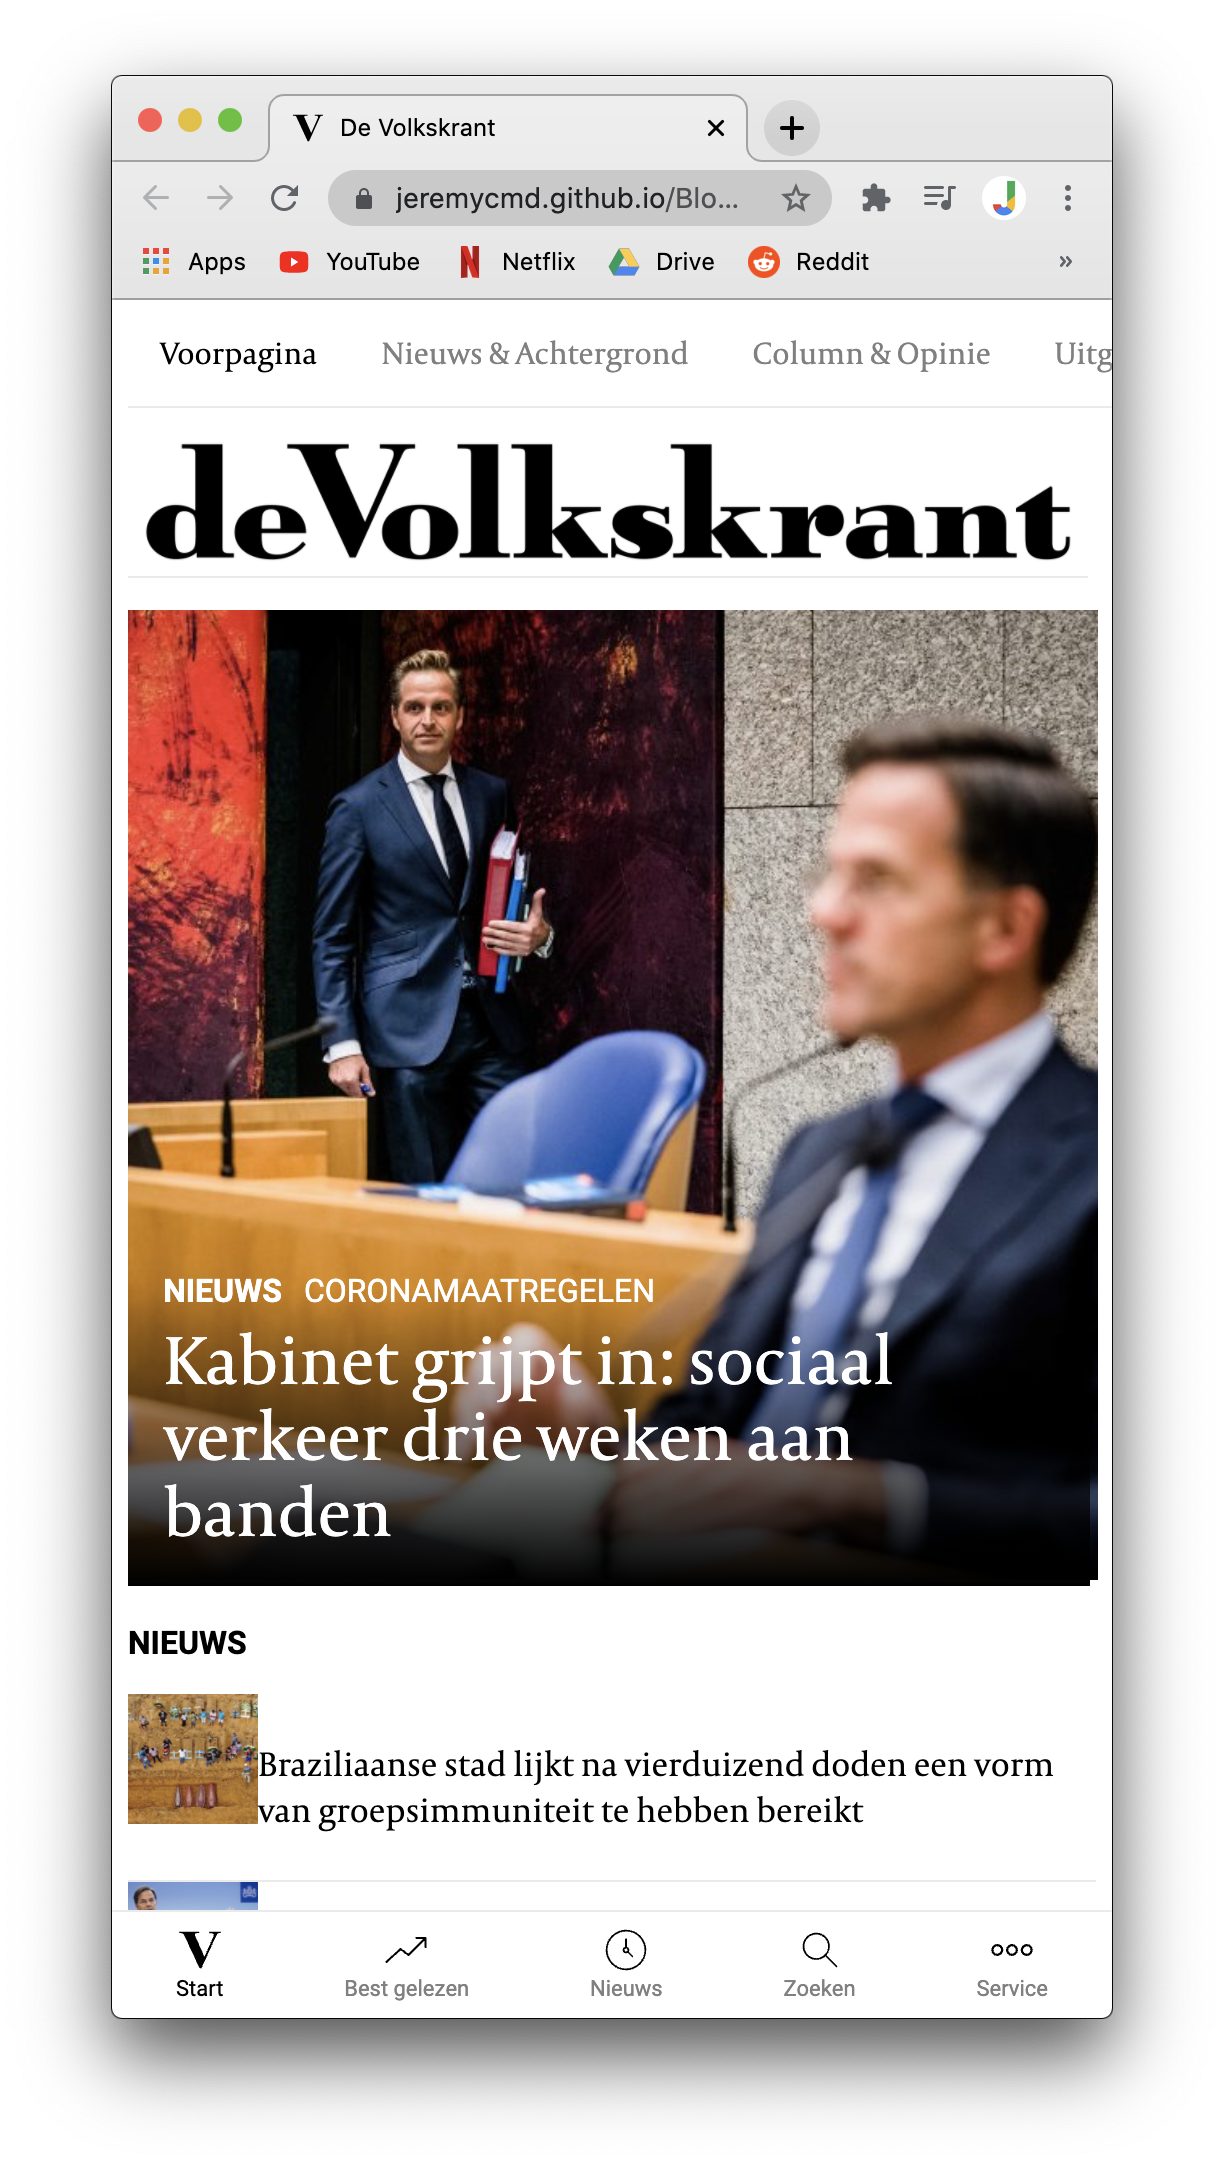 De Volkskrant
jeremycmd.github.io/Blo...
Apps YouTube Netflix Drive Reddit »
Voorpagina Nieuws & Achtergrond Column & Opinie Uitg
de Volkskrant
NIEUWS CORONAMAATREGELEN
Kabinet grijpt in: sociaal
verkeer drie weken aan
banden
NIEUWS
Braziliaanse stad lijkt na vierduizend doden een vorm
van groepsimmuniteit te hebben bereikt
Start Best gelezen Nieuws Zoeken Service